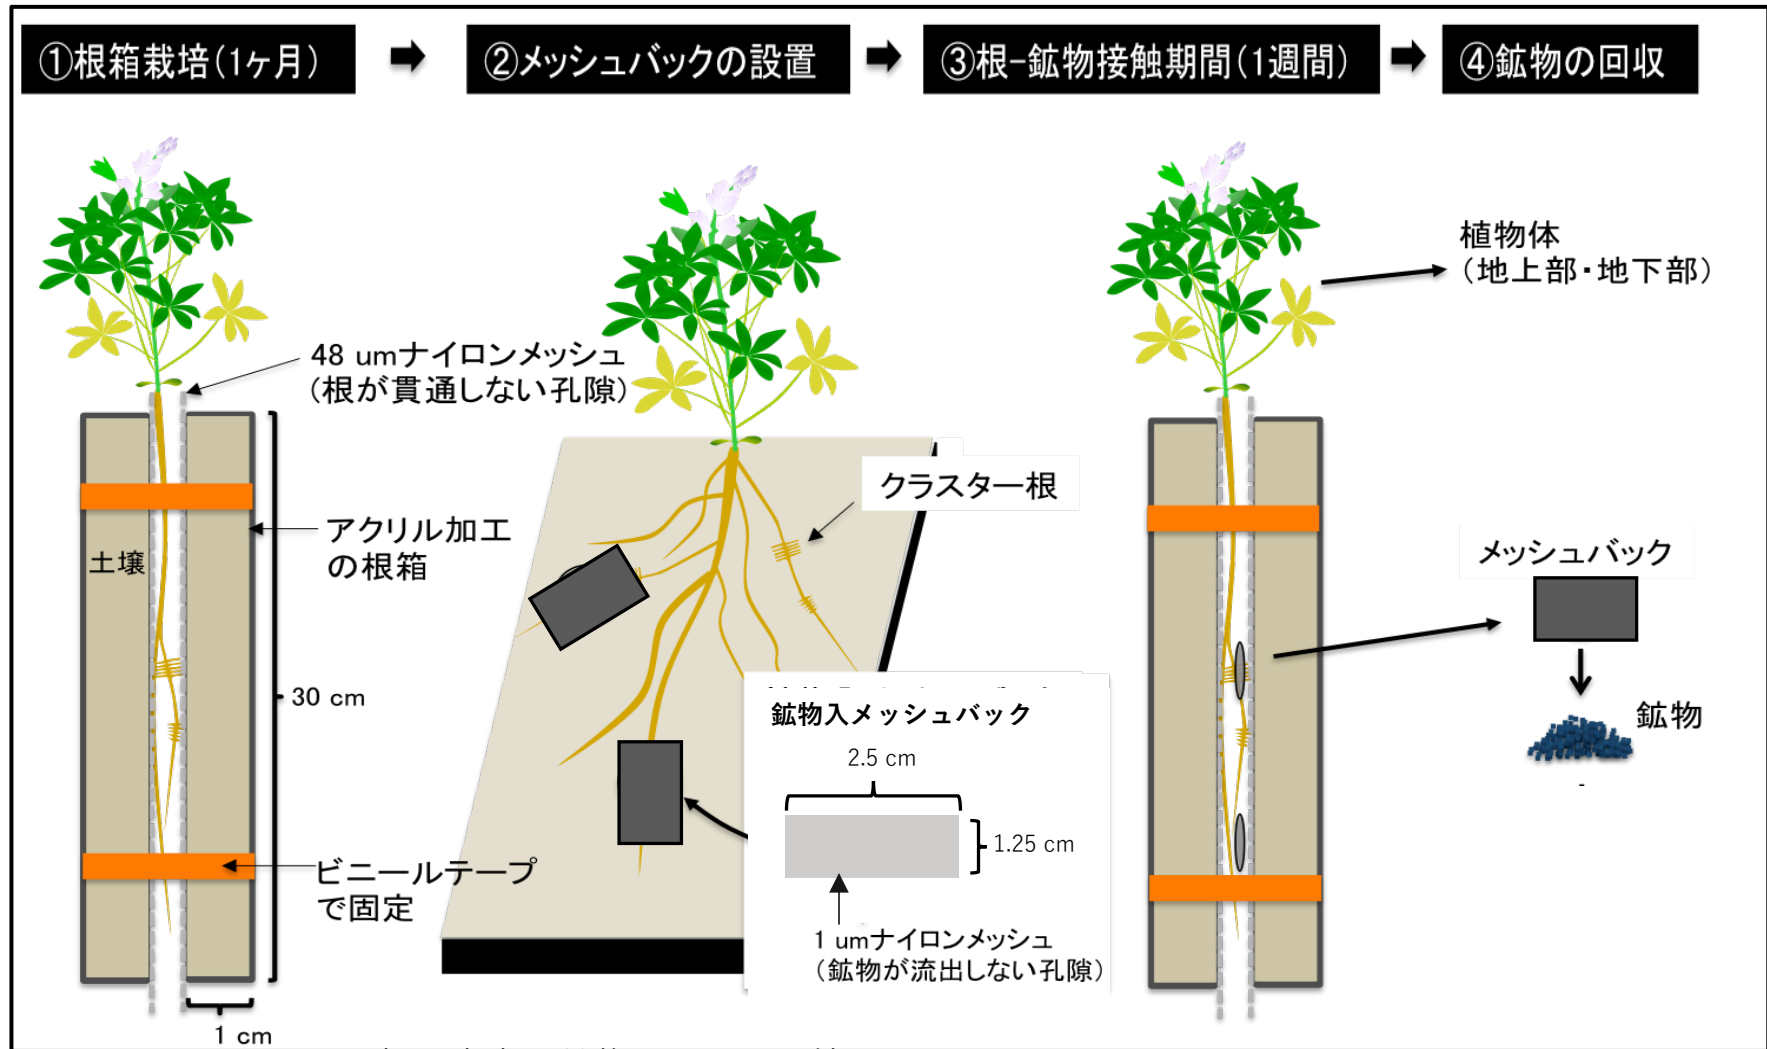 ①根箱栽培(1ヶ月)
②メッシュバックの設置
③根−鉱物接触期間(1週間)
④鉱物の回収
48 umナイロンメッシュ
(根が貫通しない孔隙)
アクリル加工
の根箱
土壌
30 cm
ビニールテープ
で固定
1 cm
クラスター根
鉱物入メッシュバック
2.5 cm
1.25 cm
1 umナイロンメッシュ
(鉱物が流出しない孔隙)
植物体
(地上部・地下部)
メッシュバック
鉱物